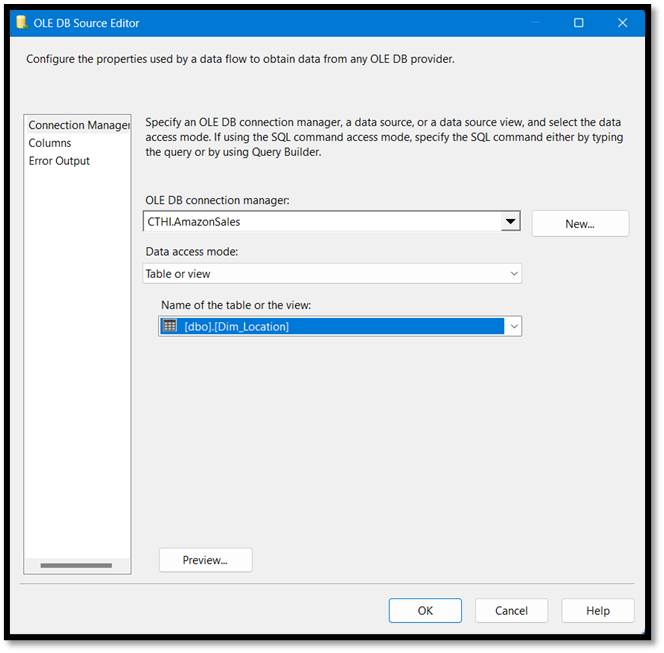 OLE DB Source Editor
Configure the properties used by a data flow to obtain data from any OLE DB provider.
Connection Manager
Columns
Error Output
Specify an OLE DB connection manager, a data source, or a data source view, and select the data
access mode. If using the SQL command access mode, specify the SQL command either by typing
the query or by using Query Builder.
OLE DB connection manager:
CTHI.AmazonSales
New...
Data access mode:
Table or view
Name of the table or the view:
[dbo].[Dim_Location]
Preview...
OK
Cancel
Help